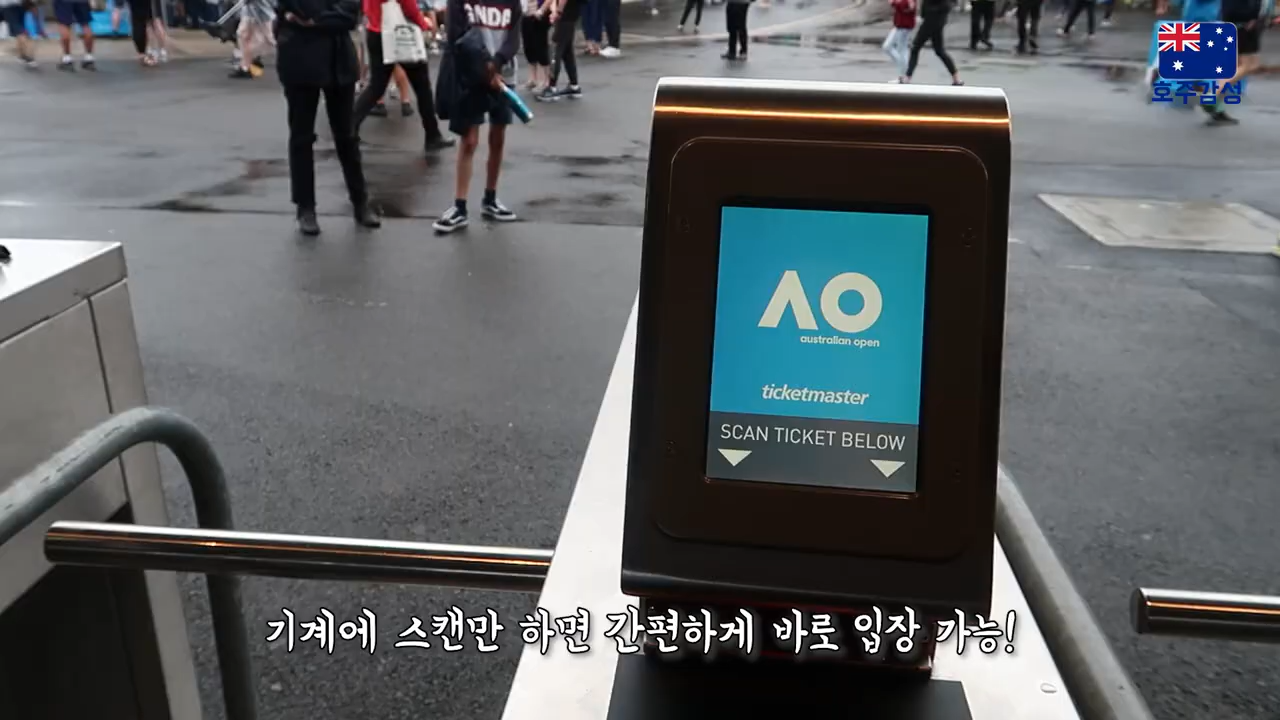 호주감성
GNDA
AO
australian open
ticketmaster
SCAN TICKET BELOW
기계에 스캔만 하면 간편하게 바로 입장 가능!